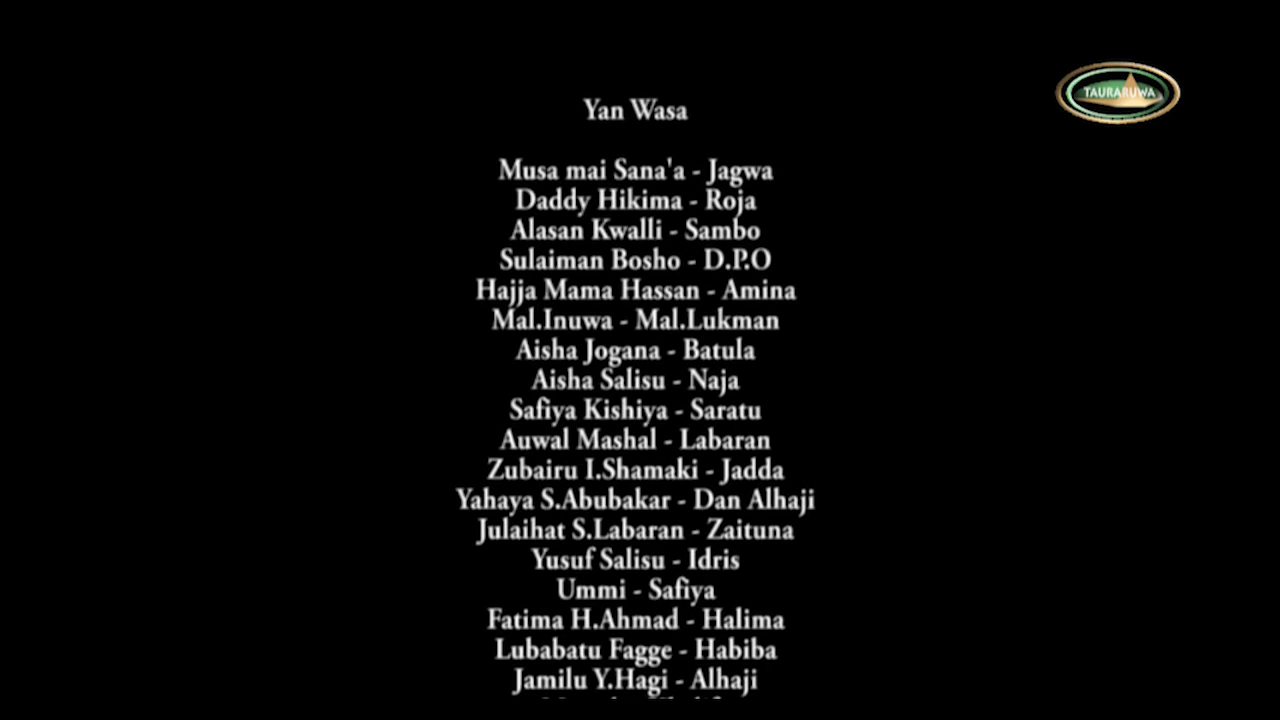 TAURARUWA
Yan Wasa
Musa mai Sana'a - Jagwa
Daddy Hikima - Roja
Alasan Kwalli - Sambo
Sulaiman Bosho - D.P.O
Hajja Mama Hassan - Amina
Mal.Inuwa - Mal.Lukman
Aisha Jogana - Batula
Aisha Salisu - Naja
Safiya Kishiya - Saratu
Auwal Mashal - Labaran
Zubairu I.Shamaki - Jadda
Yahaya S.Abubakar - Dan Alhaji
Julaihat S.Labaran - Zaituna
Yusuf Salisu - Idris
Ummi - Safiya
Fatima H.Ahmad - Halima
Lubabatu Fagge - Habiba
Jamilu Y.Hagi - Alhaji